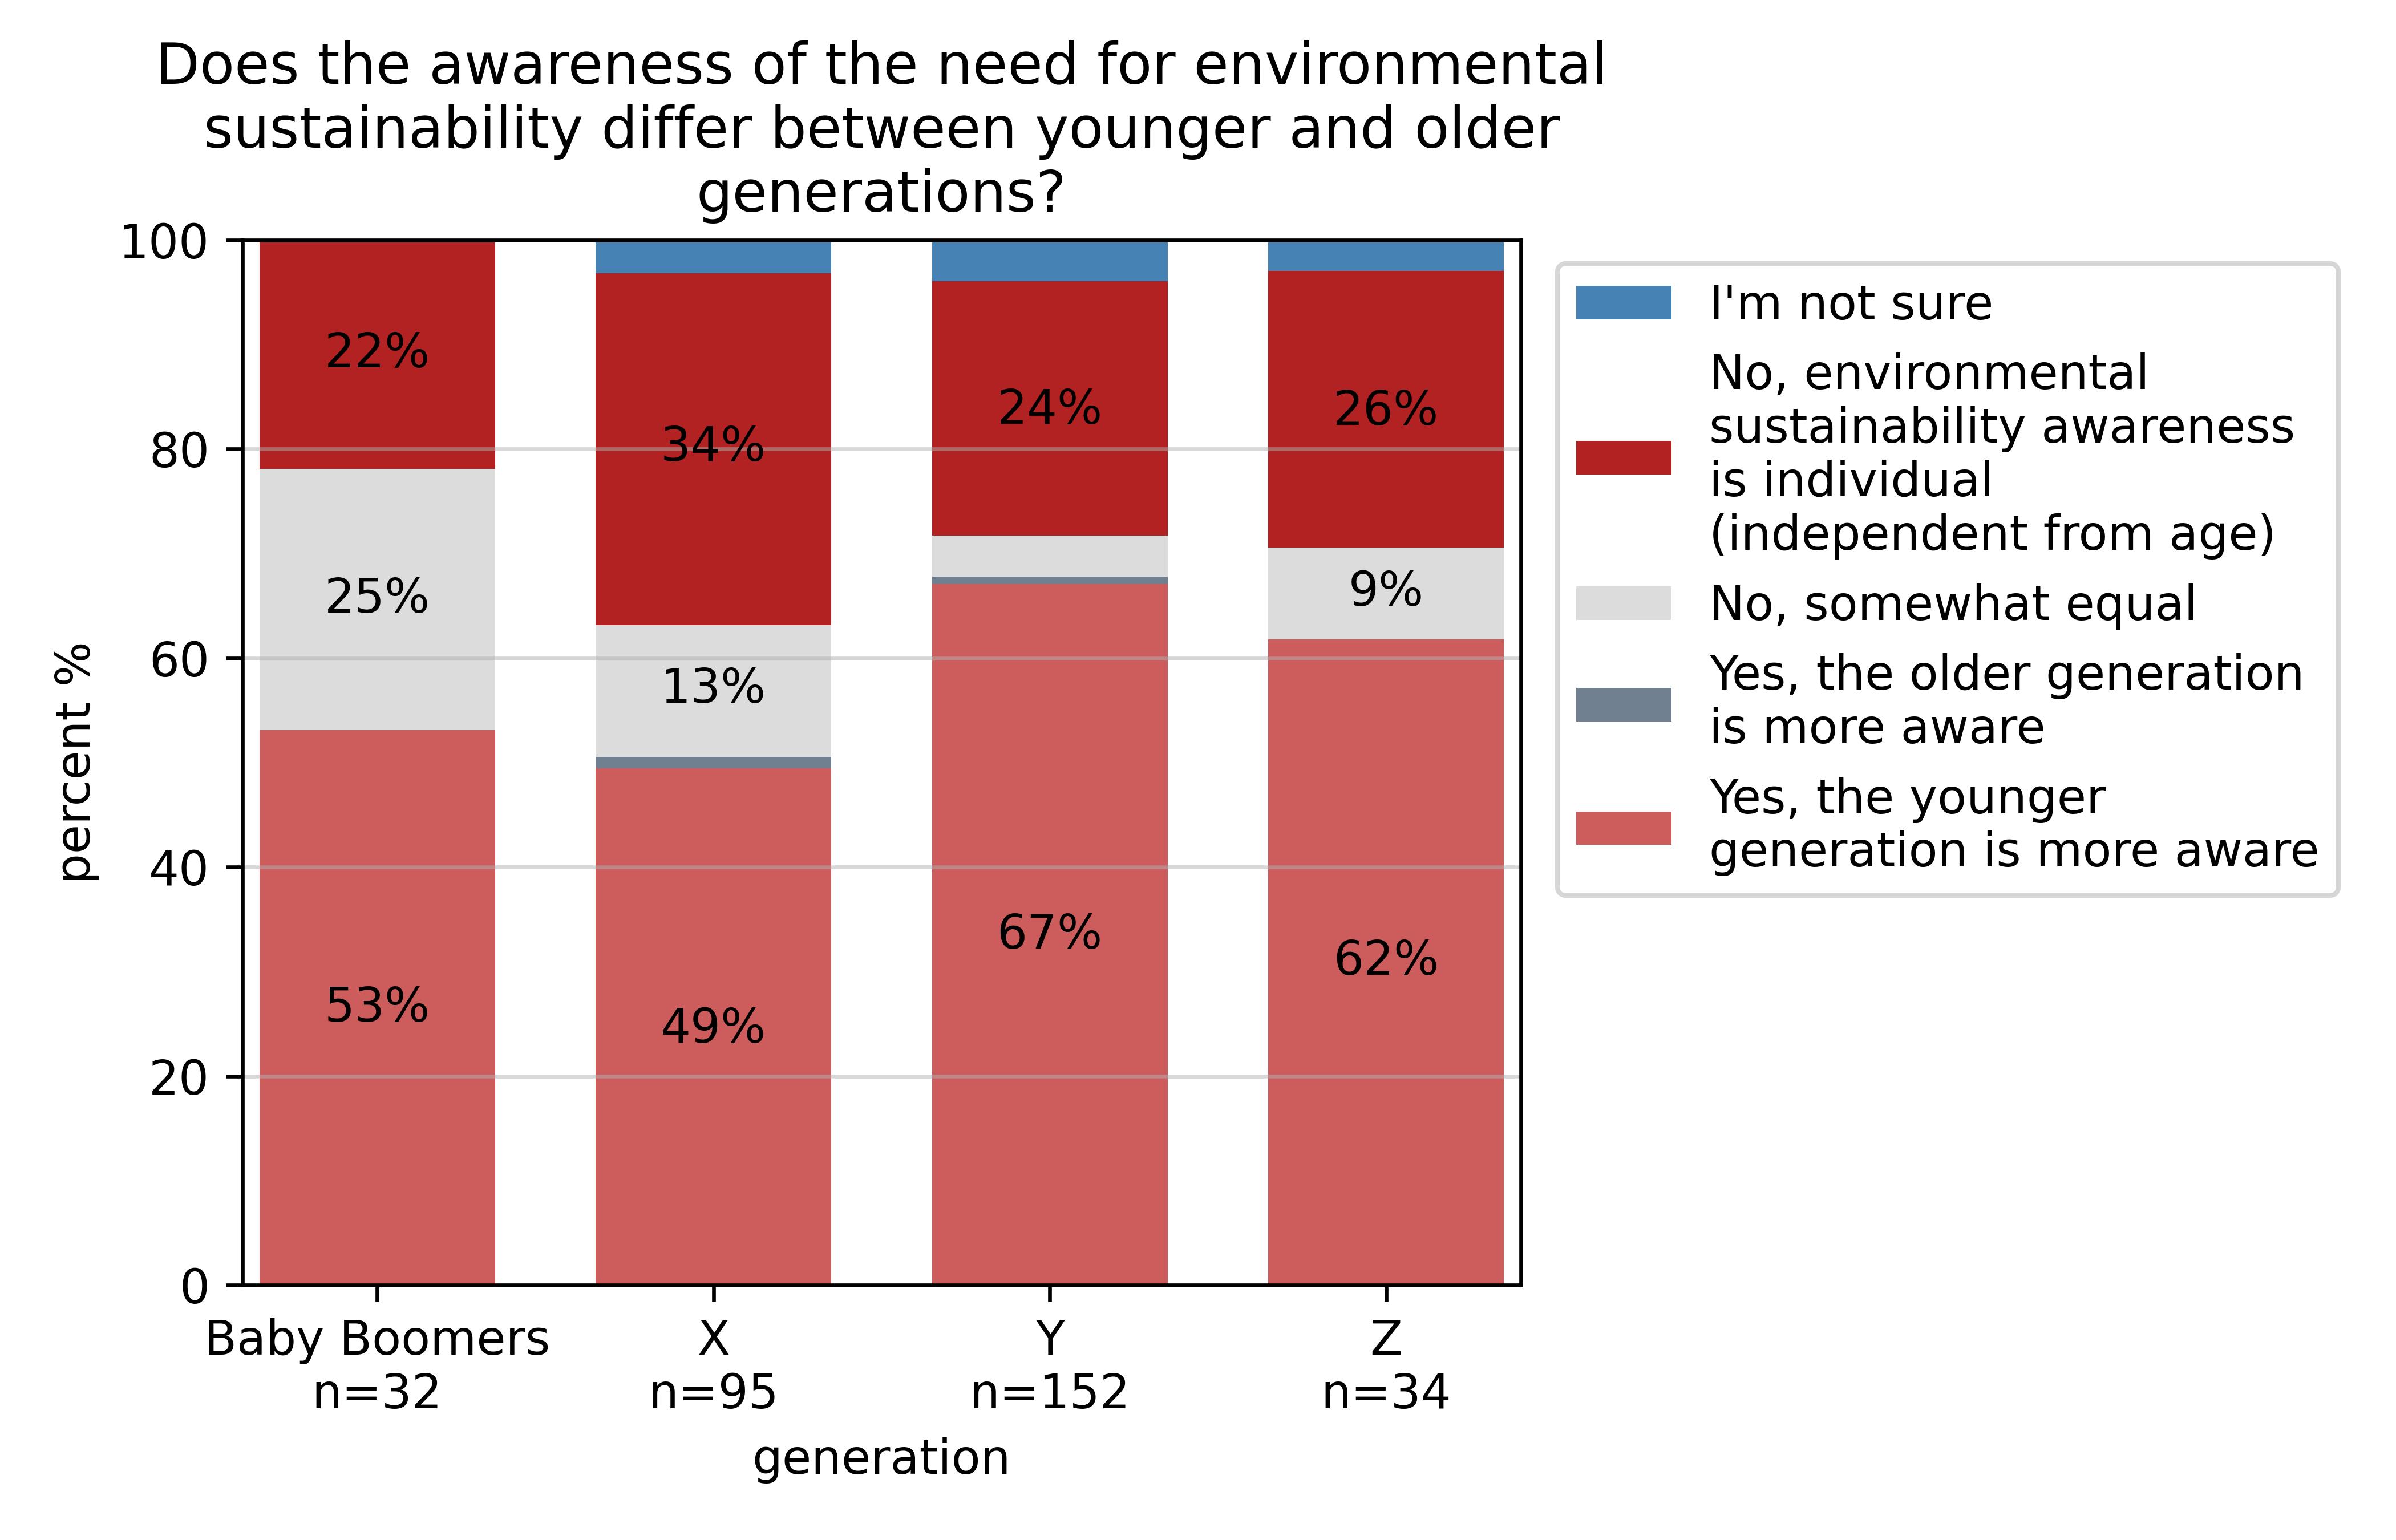 Does the awareness of the need for environmental
sustainability differ between younger and older
generations?
100
80
60
40
20
0
percent %
22%
25%
53%
34%
13%
49%
24%
67%
26%
9%
62%
Baby Boomers
n=32
X
n=95
Y
n=152
Z
n=34
generation
I'm not sure
No, environmental
sustainability awareness
is individual
(independent from age)
No, somewhat equal
Yes, the older generation
is more aware
Yes, the younger
generation is more aware